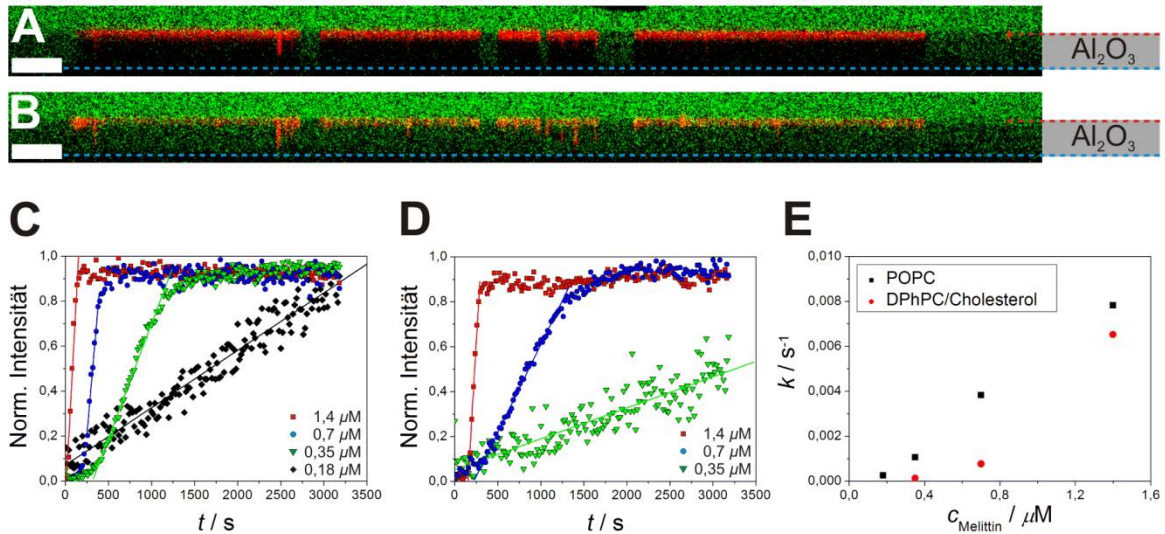 A
Al₂O₃
B
Al₂O₃
C
D
E
Norm. Intensität
1,0
0,8
0,6
0,4
0,2
0,0
0 500 1000 1500 2000 2500 3000 3500
t / s
1,4 µM
0,7 µM
0,35 µM
0,18 µM
Norm. Intensität
1,0
0,8
0,6
0,4
0,2
0,0
0 500 1000 1500 2000 2500 3000 3500
t / s
1,4 µM
0,7 µM
0,35 µM
k / s⁻¹
0,010
0,008
0,006
0,004
0,002
0,000
0,0 0,4 0,8 1,2 1,6
c Melittin / µM
POPC
DPhPC/Cholesterol